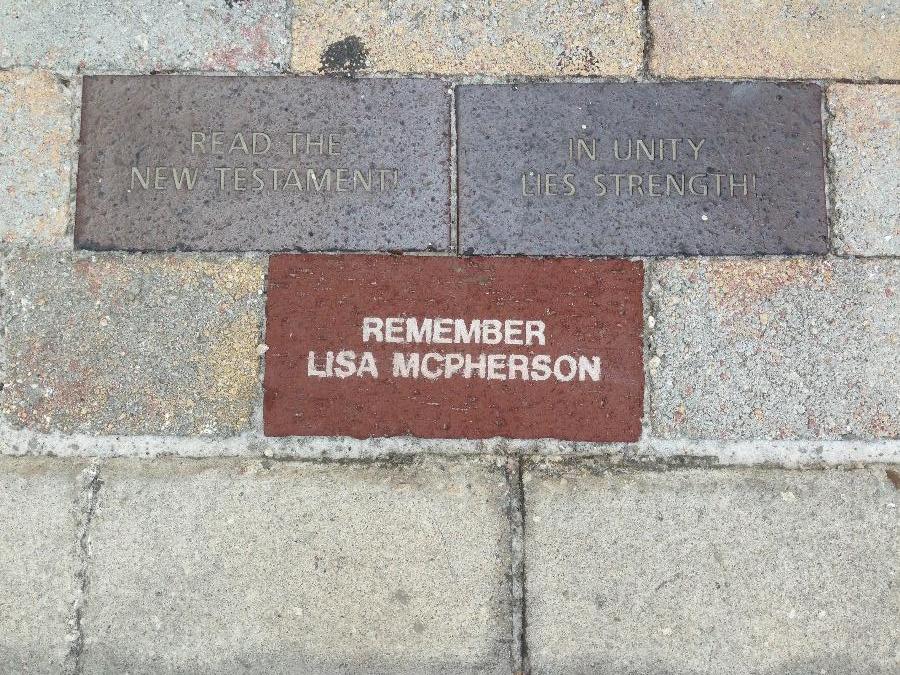 READ THE
NEW TESTAMENT!
IN UNITY
LIES STRENGTH!
REMEMBER
LISA MCPHERSON